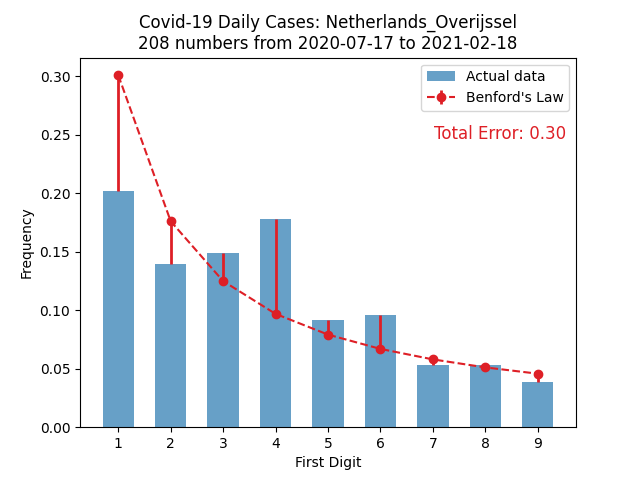 Covid-19 Daily Cases: Netherlands_Overijssel
208 numbers from 2020-07-17 to 2021-02-18
Actual data
Benford's Law
Total Error: 0.30
Frequency
0.30
0.25
0.20
0.15
0.10
0.05
0.00
1 2 3 4 5 6 7 8 9
First Digit